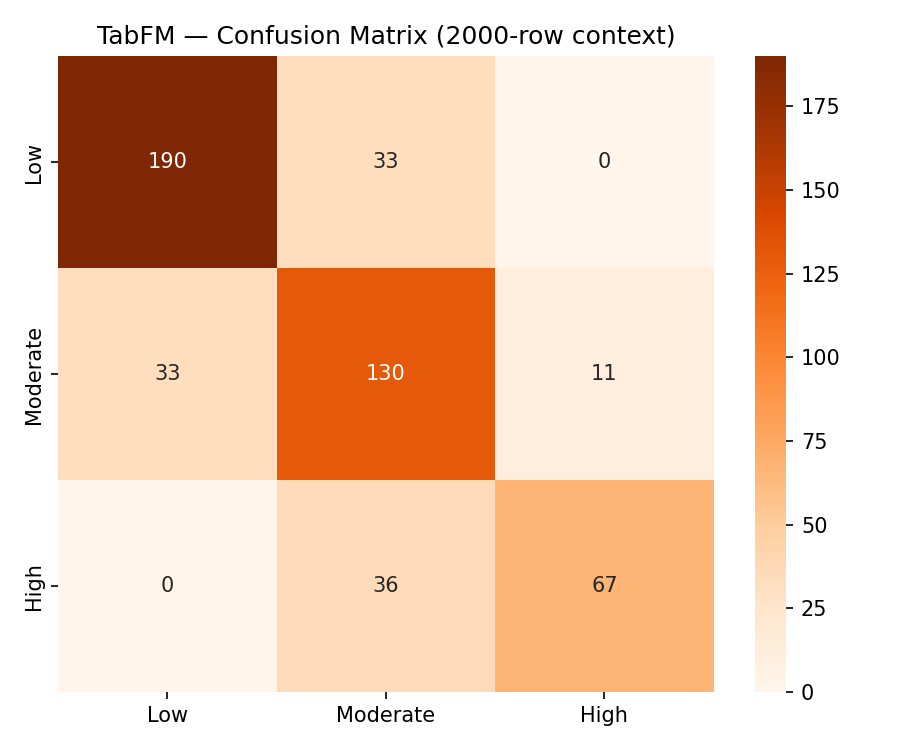 TabFM — Confusion Matrix (2000-row context)
Low 190 33 0
Moderate 33 130 11
High 0 36 67
Low Moderate High
175
150
125
100
75
50
25
0